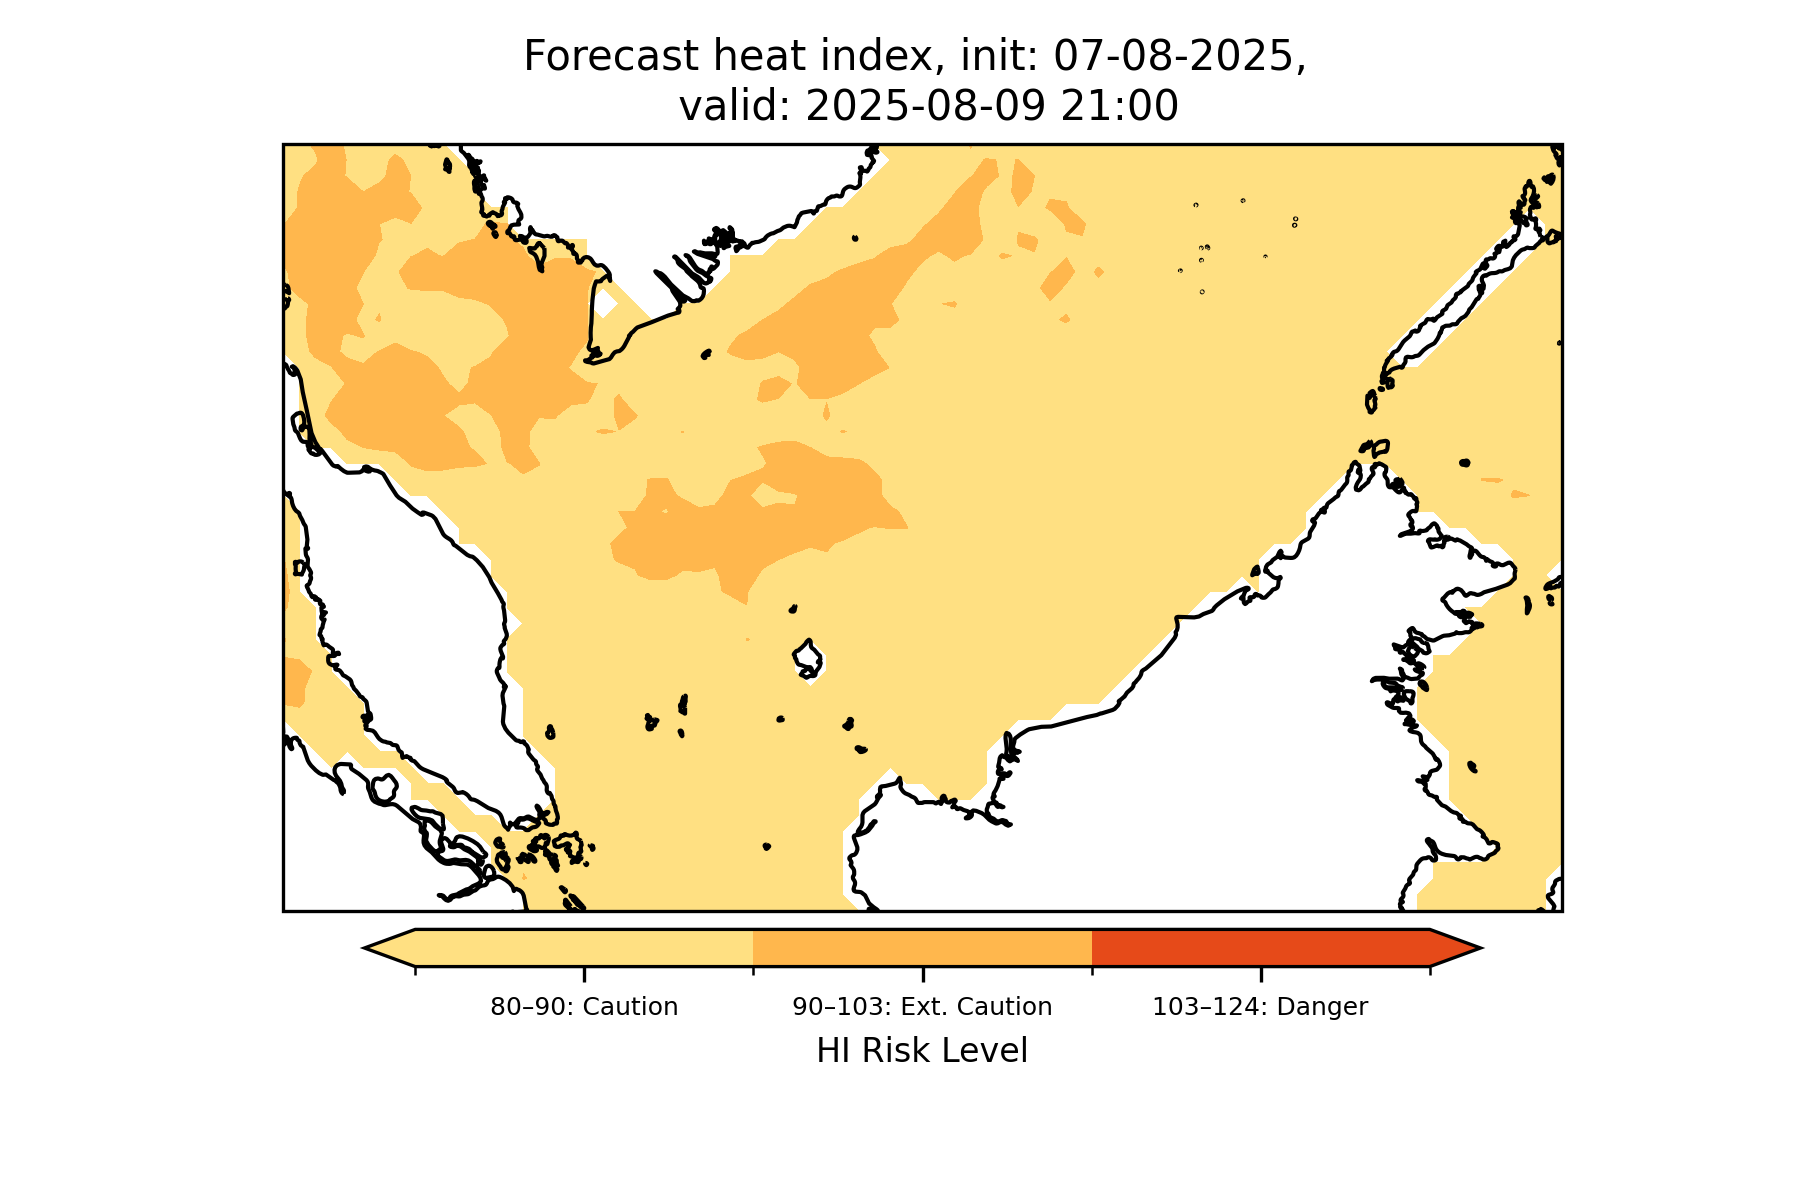 Forecast heat index, init: 07-08-2025,
valid: 2025-08-09 21:00
80–90: Caution
90–103: Ext. Caution
103–124: Danger
HI Risk Level